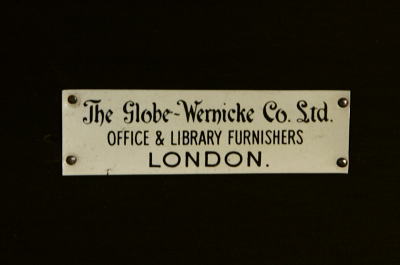 The Globe-Wernicke Co. Ltd.
OFFICE & LIBRARY FURNISHERS
LONDON.